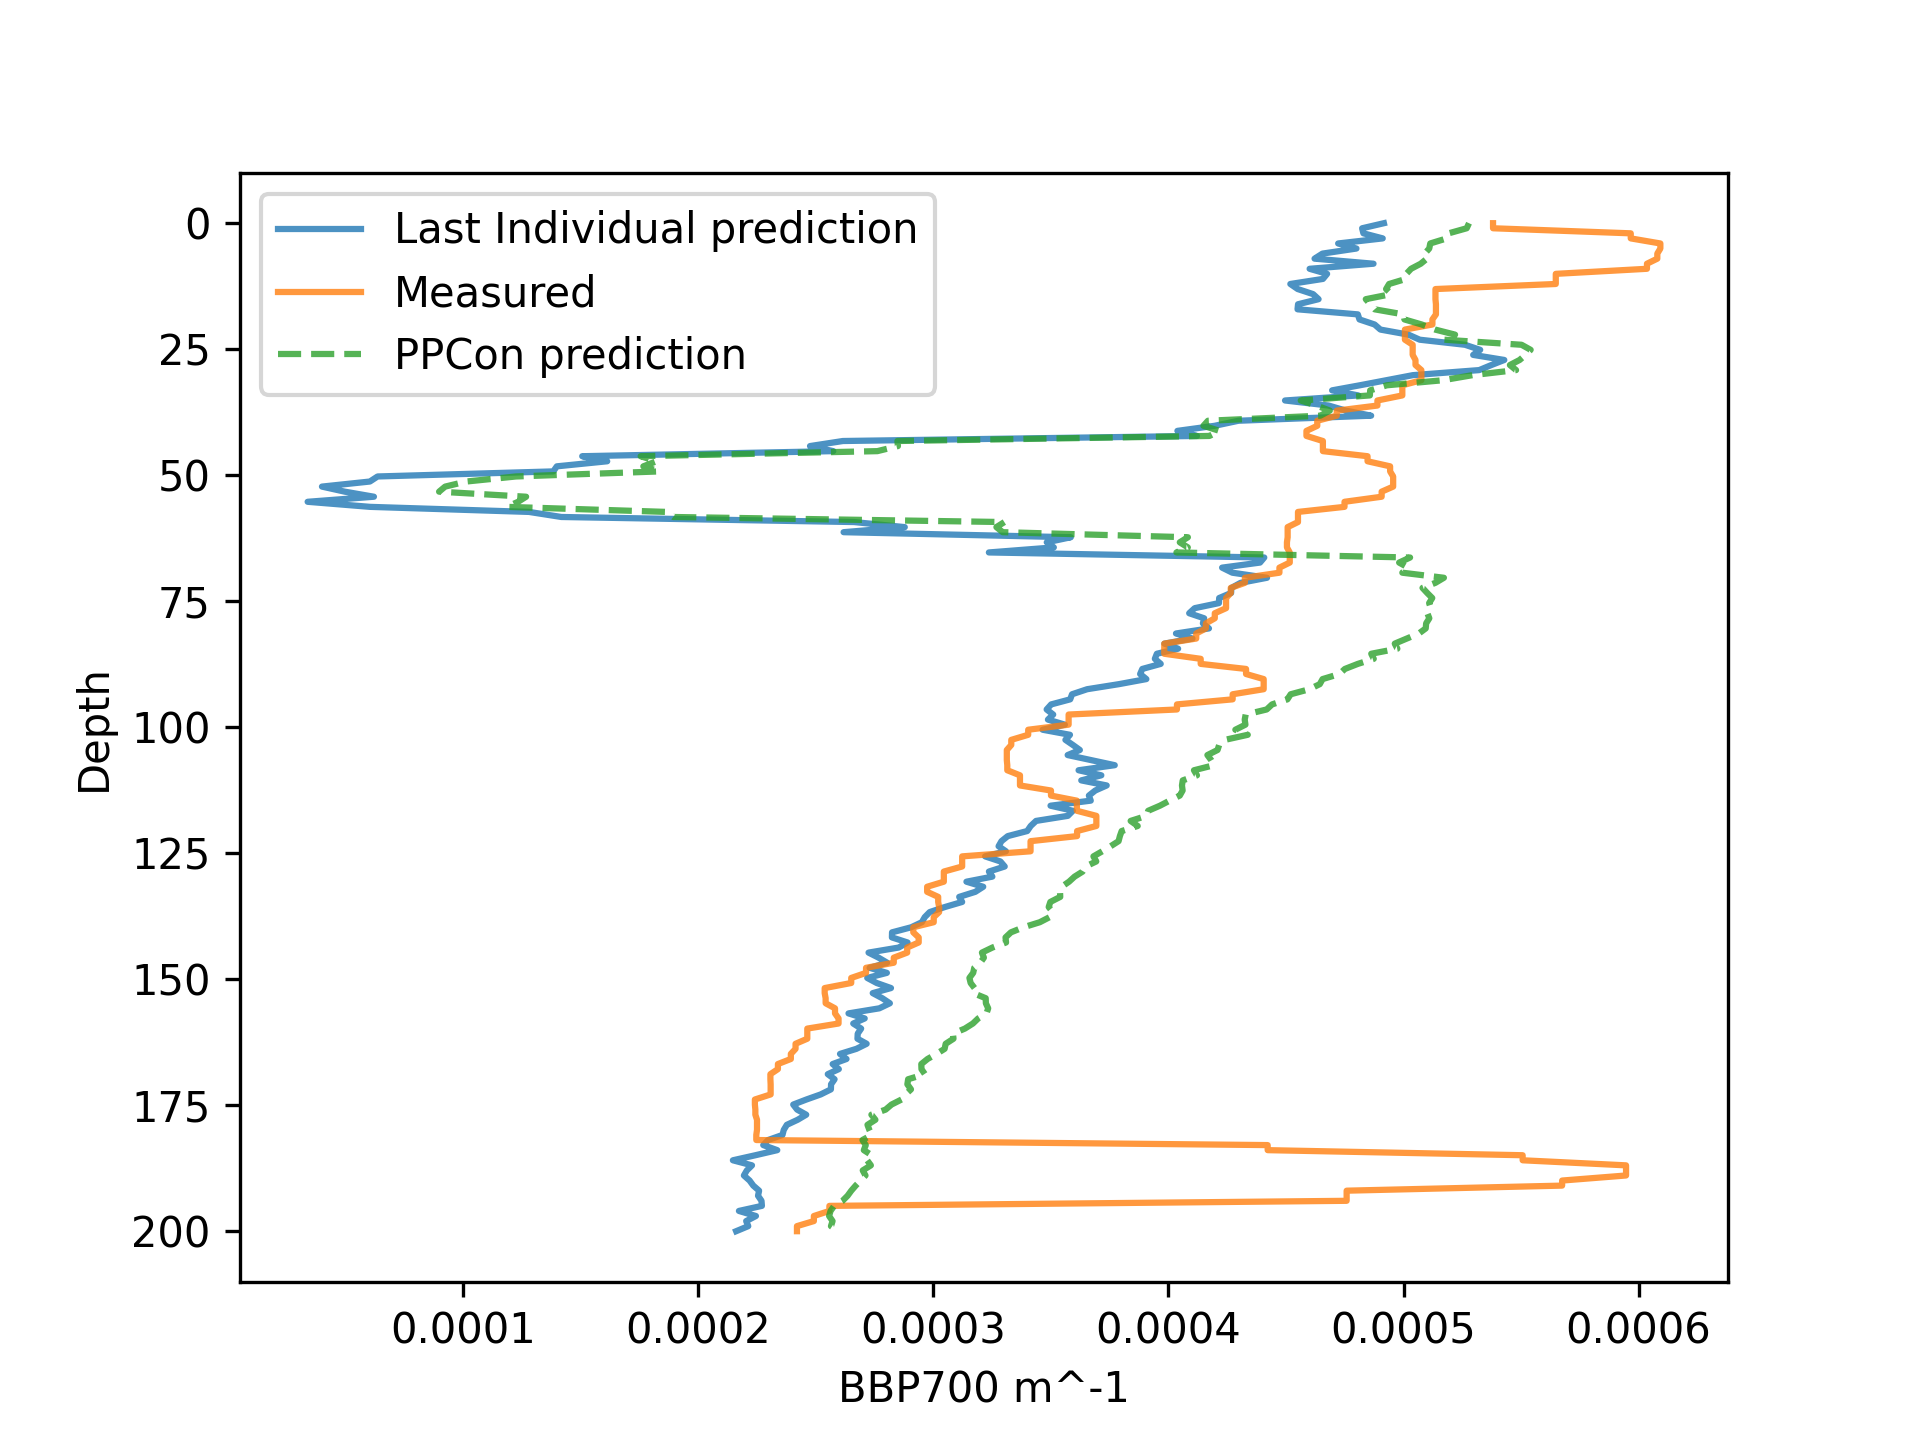 Last Individual prediction
Measured
PPCon prediction
0
25
50
75
100
125
150
175
200
Depth
0.0001 0.0002 0.0003 0.0004 0.0005 0.0006
BBP700 m^-1